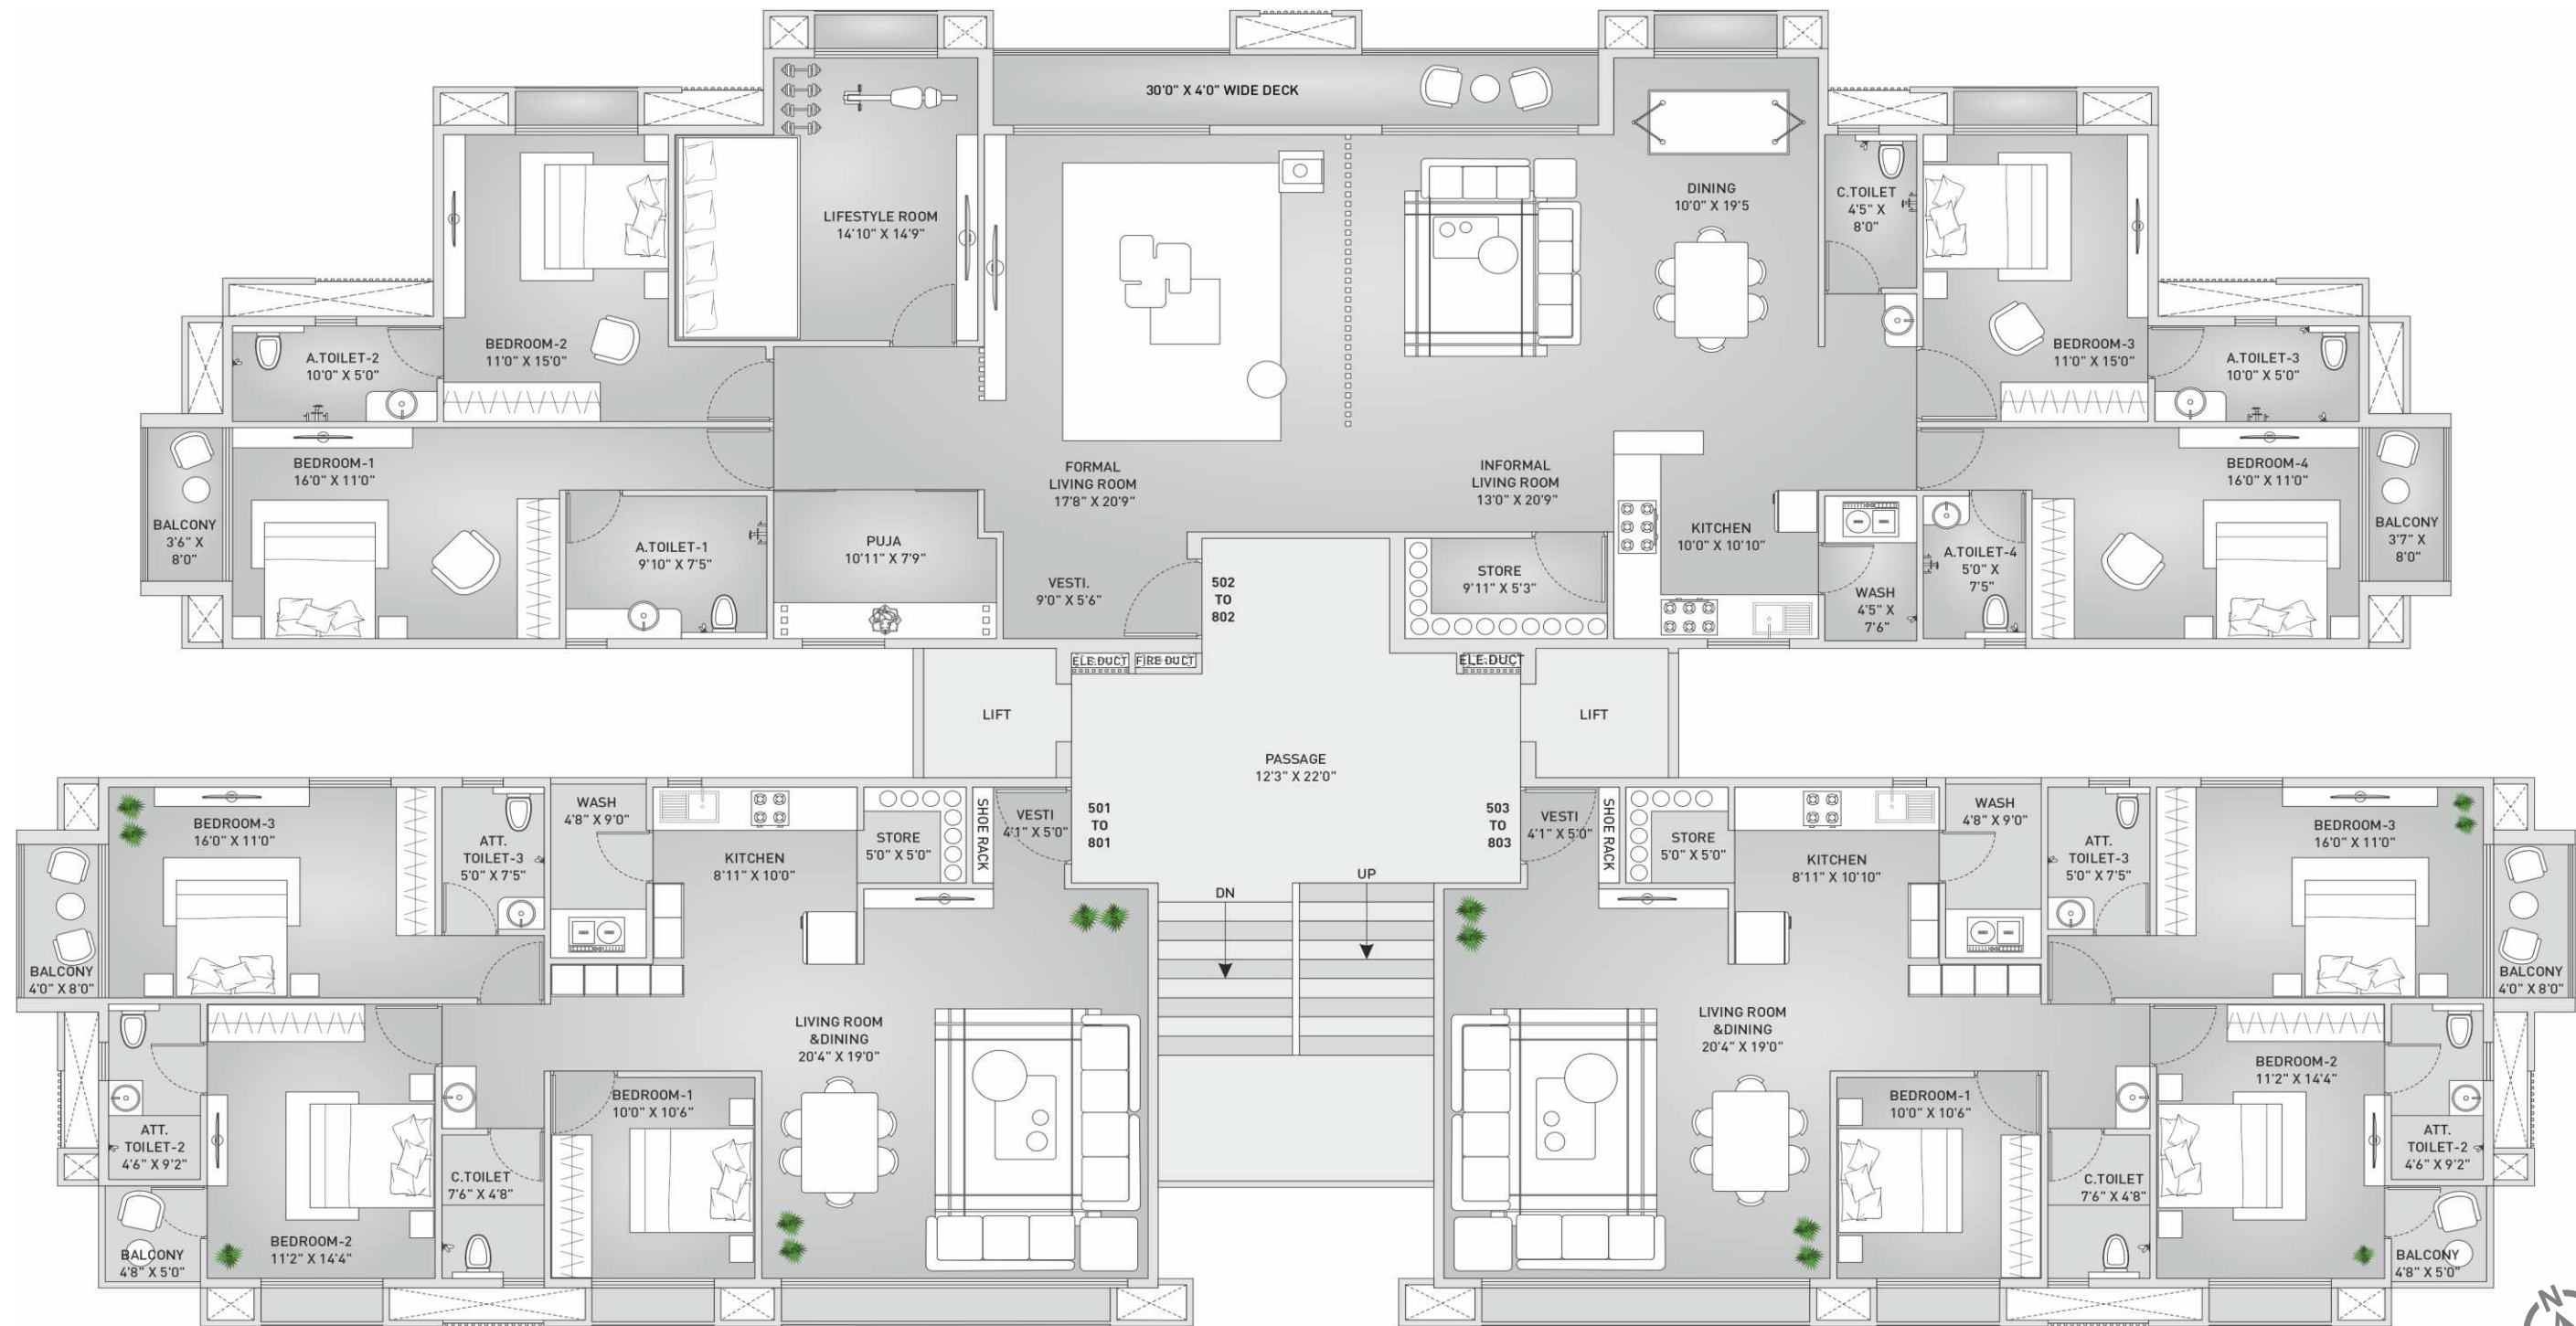 30'0" X 4'0" WIDE DECK
LIFESTYLE ROOM
14'10" X 14'9"
DINING
10'0" X 19'5
C.TOILET
4'5" X
8'0"
BEDROOM-2
11'0" X 15'0"
A.TOILET-2
10'0" X 5'0"
BEDROOM-3
11'0" X 15'0"
A.TOILET-3
10'0" X 5'0"
BEDROOM-1
16'0" X 11'0"
BALCONY
3'6" X
8'0"
A.TOILET-1
9'10" X 7'5"
PUJA
10'11" X 7'9"
FORMAL
LIVING ROOM
17'8" X 20'9"
INFORMAL
LIVING ROOM
13'0" X 20'9"
VESTI.
9'0" X 5'6"
502
TO
802
STORE
9'11" X 5'3"
KITCHEN
10'0" X 10'10"
WASH
4'5" X
7'6"
A.TOILET-4
5'0" X
7'5"
BEDROOM-4
16'0" X 11'0"
BALCONY
3'7" X
8'0"
ELE.DUCT
FIRE DUCT
ELE.DUCT
LIFT
LIFT
PASSAGE
12'3" X 22'0"
501
TO
801
503
TO
803
DN
UP
BEDROOM-3
16'0" X 11'0"
ATT.
TOILET-3
5'0" X 7'5"
WASH
4'8" X 9'0"
KITCHEN
8'11" X 10'0"
STORE
5'0" X 5'0"
SHOE RACK
VESTI
4'1" X 5'0"
BALCONY
4'0" X 8'0"
LIVING ROOM
&DINING
20'4" X 19'0"
BEDROOM-1
10'0" X 10'6"
ATT.
TOILET-2
4'6" X 9'2"
C.TOILET
7'6" X 4'8"
BEDROOM-2
11'2" X 14'4"
BALCONY
4'8" X 5'0"
VESTI
4'1" X 5'0"
SHOE RACK
STORE
5'0" X 5'0"
KITCHEN
8'11" X 10'10"
WASH
4'8" X 9'0"
ATT.
TOILET-3
5'0" X 7'5"
BEDROOM-3
16'0" X 11'0"
BALCONY
4'0" X 8'0"
LIVING ROOM
&DINING
20'4" X 19'0"
BEDROOM-1
10'0" X 10'6"
BEDROOM-2
11'2" X 14'4"
ATT.
TOILET-2
4'6" X 9'2"
C.TOILET
7'6" X 4'8"
BALCONY
4'8" X 5'0"
N